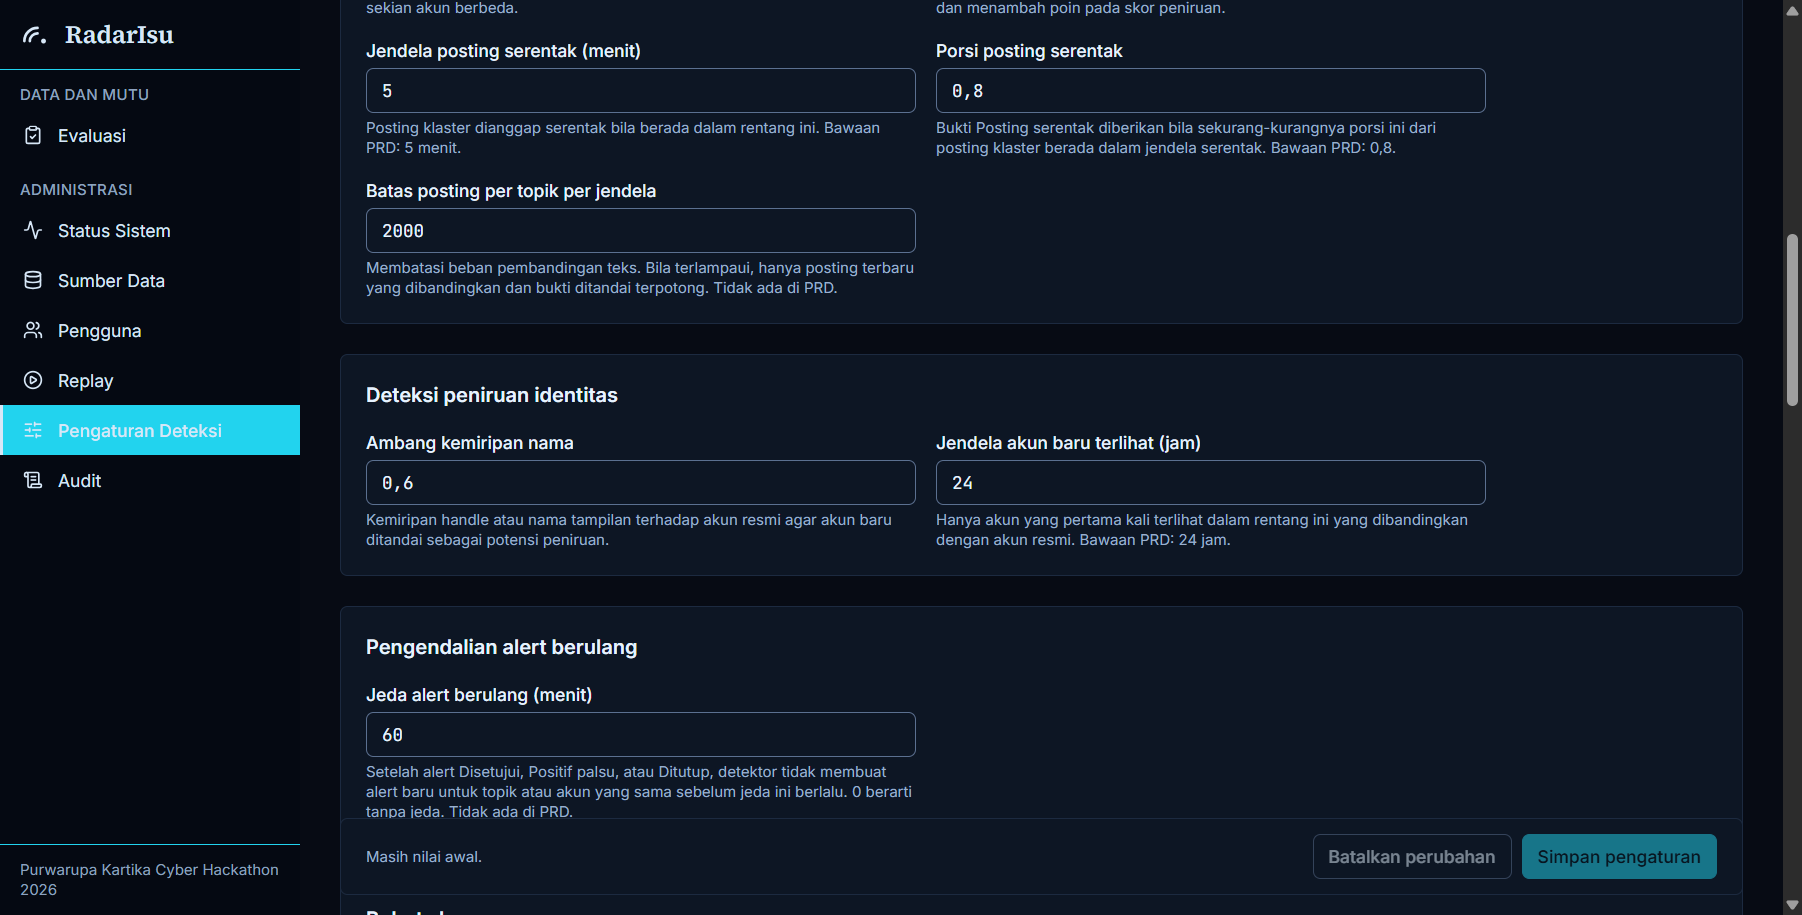 RadarIsu
DATA DAN MUTU
Evaluasi
ADMINISTRASI
Status Sistem
Sumber Data
Pengguna
Replay
Pengaturan Deteksi
Audit
Purwarupa Kartika Cyber Hackathon
2026
sekian akun berbeda.
dan menambah poin pada skor peniruan.
Jendela posting serentak (menit)
5
Posting klaster dianggap serentak bila berada dalam rentang ini. Bawaan
PRD: 5 menit.
Porsi posting serentak
0,8
Bukti Posting serentak diberikan bila sekurang-kurangnya porsi ini dari
posting klaster berada dalam jendela serentak. Bawaan PRD: 0,8.
Batas posting per topik per jendela
2000
Membatasi beban pembandingan teks. Bila terlampaui, hanya posting terbaru
yang dibandingkan dan bukti ditandai terpotong. Tidak ada di PRD.
Deteksi peniruan identitas
Ambang kemiripan nama
0,6
Kemiripan handle atau nama tampilan terhadap akun resmi agar akun baru
ditandai sebagai potensi peniruan.
Jendela akun baru terlihat (jam)
24
Hanya akun yang pertama kali terlihat dalam rentang ini yang dibandingkan
dengan akun resmi. Bawaan PRD: 24 jam.
Pengendalian alert berulang
Jeda alert berulang (menit)
60
Setelah alert Disetujui, Positif palsu, atau Ditutup, detektor tidak membuat
alert baru untuk topik atau akun yang sama sebelum jeda ini berlalu. 0 berarti
tanpa jeda. Tidak ada di PRD.
Masih nilai awal.
Batalkan perubahan
Simpan pengaturan